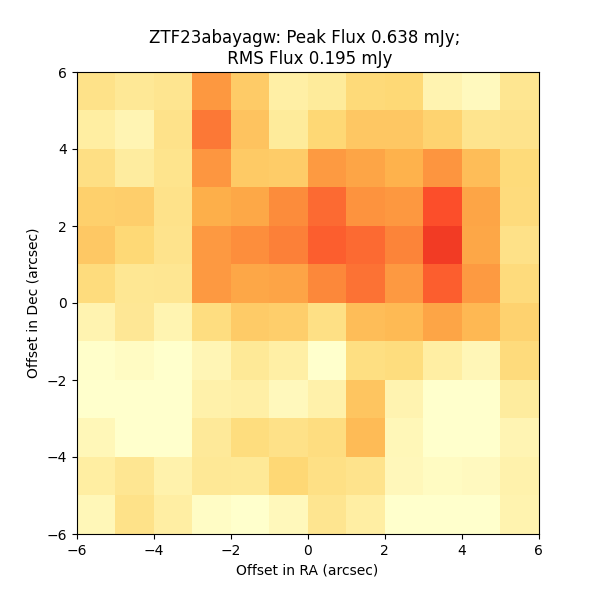 ZTF23abayagw: Peak Flux 0.638 mJy;
RMS Flux 0.195 mJy
6
4
2
0
−2
−4
−6
Offset in Dec (arcsec)
−6 −4 −2 0 2 4 6
Offset in RA (arcsec)